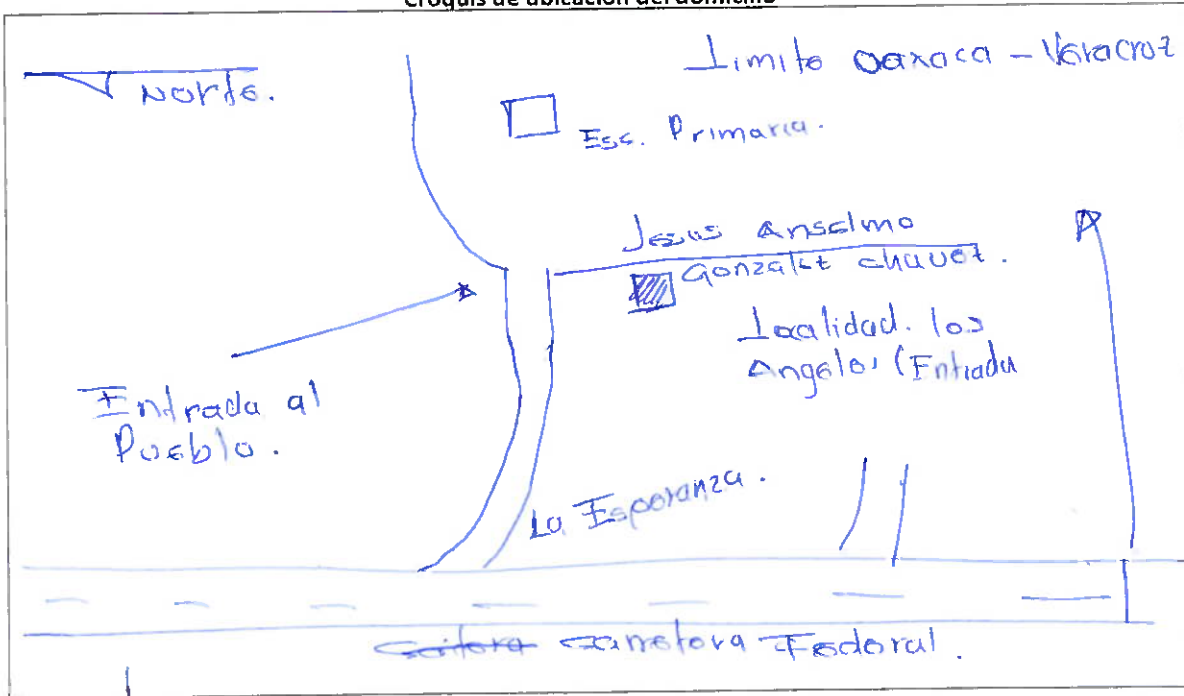 Croquis de ubicación del domicilio
Limite Oaxaca - Veracruz
Norte.
Esc. Primaria.
Jesus Anselmo
Gonzalez chavez.
Localidad. los
Angeles (Entrada
Entrada al
Pueblo.
La Esperanza.
carretera Federal.